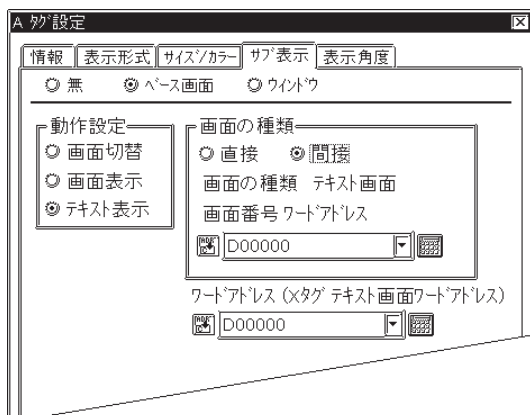 A タグ設定
情報 表示形式 サイズ/カラー サブ表示 表示角度
無 ベース画面 ウインドウ
動作設定
画面切替
画面表示
テキスト表示
画面の種類
直接 間接
画面の種類 テキスト画面
画面番号 ワードアドレス
D00000
ワードアドレス (Xタグ テキスト画面ワードアドレス)
D00000